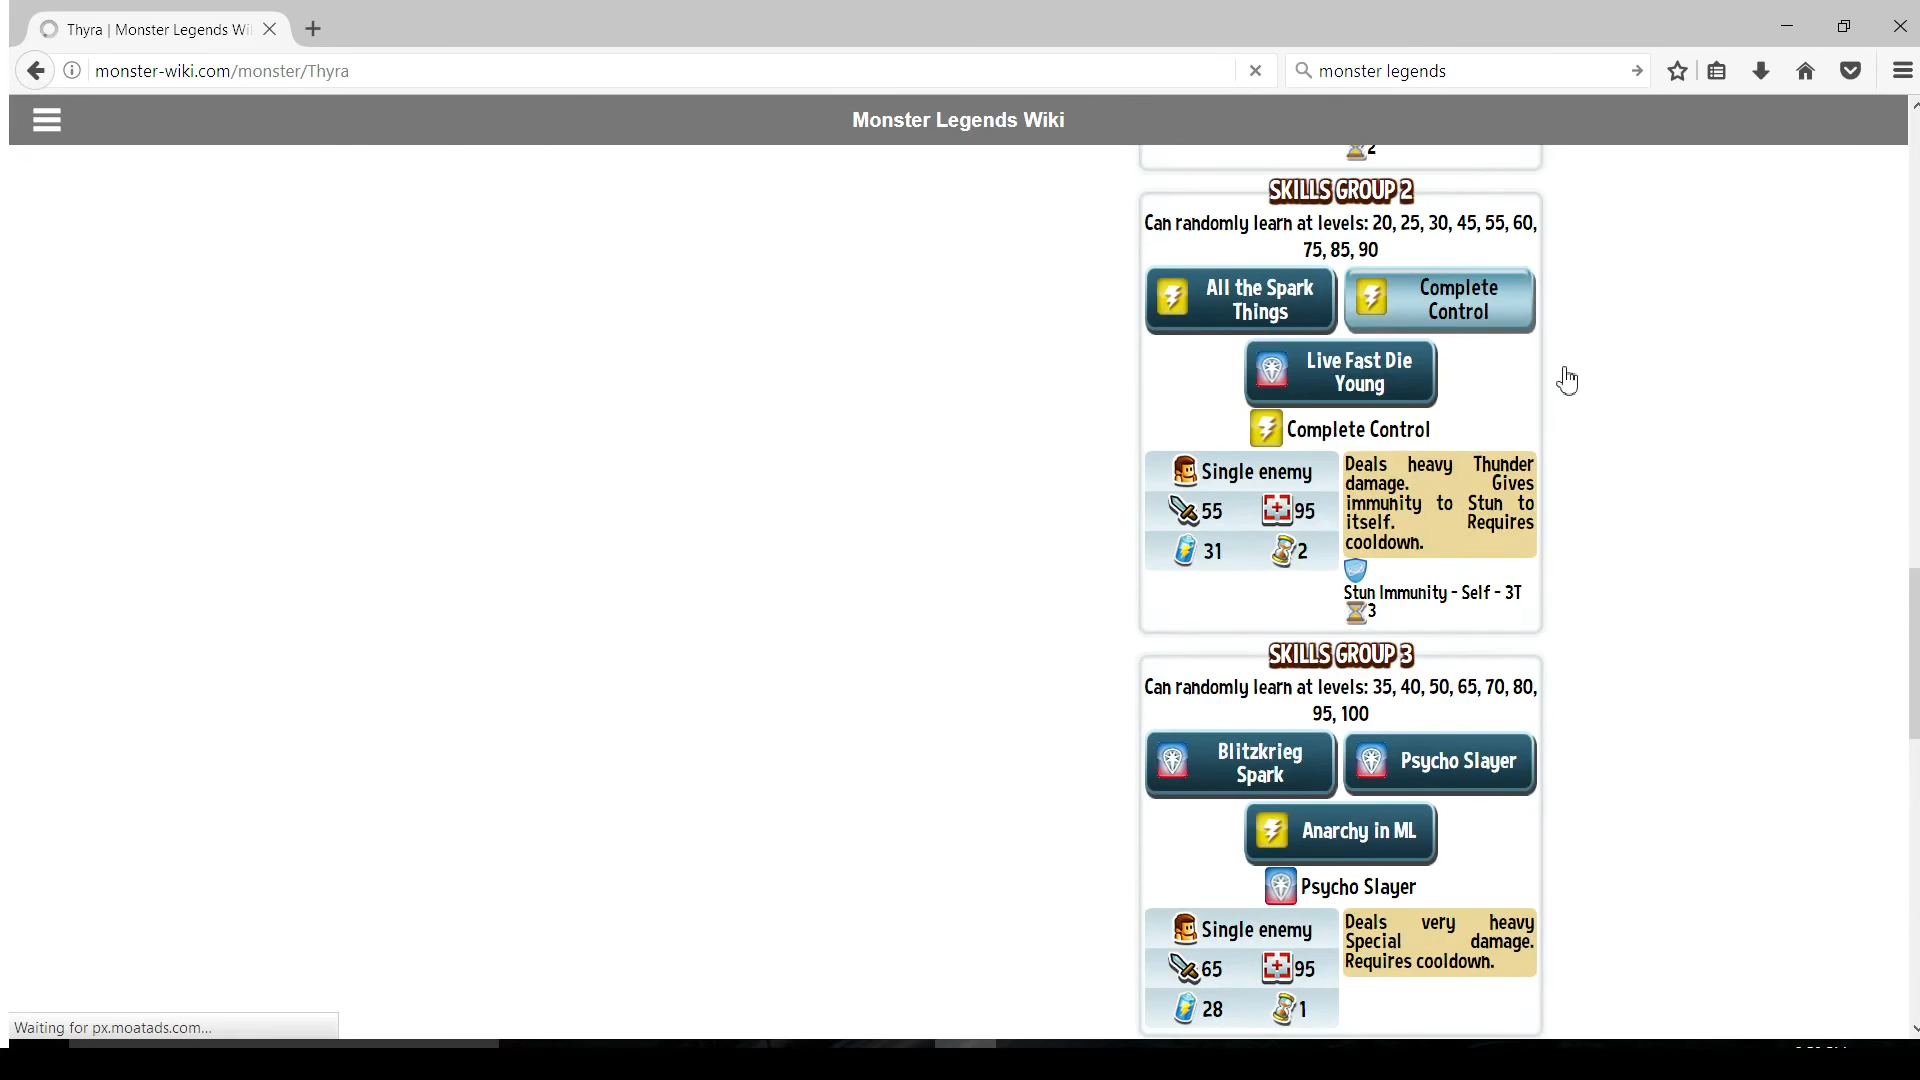 Thyra | Monster Legends Wi
monster-wiki.com/monster/Thyra
monster legends
Monster Legends Wiki
2
SKILLS GROUP 2
Can randomly learn at levels: 20, 25, 30, 45, 55, 60,
75, 85, 90
All the Spark
Things
Complete
Control
Live Fast Die
Young
Complete Control
Single enemy
55 95
31 2
Deals heavy Thunder
damage. Gives
immunity to Stun to
itself. Requires
cooldown.
Stun Immunity - Self - 3T
3
SKILLS GROUP 3
Can randomly learn at levels: 35, 40, 50, 65, 70, 80,
95, 100
Blitzkrieg
Spark
Psycho Slayer
Anarchy in ML
Psycho Slayer
Single enemy
65 95
28 1
Deals very heavy
Special damage.
Requires cooldown.
Waiting for px.moatads.com...